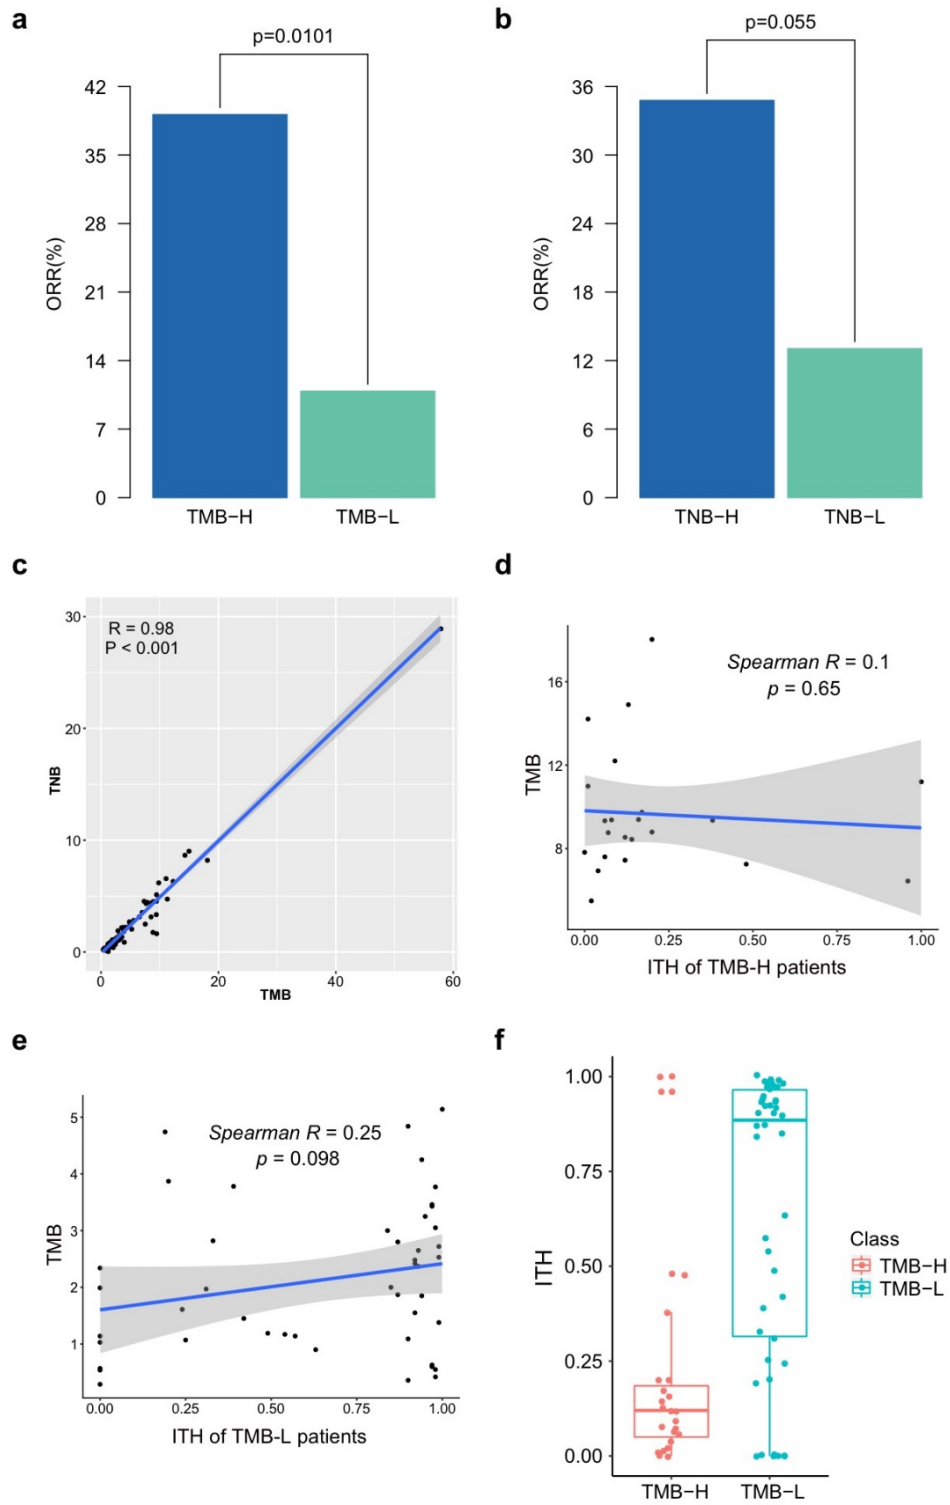 a
p=0.0101
ORR(%)
42
35
28
21
14
7
0
TMB−H
TMB−L
b
p=0.055
ORR(%)
36
30
24
18
12
6
0
TNB−H
TNB−L
c
R = 0.98
P < 0.001
TNB
30
20
10
0
0
20
40
60
TMB
d
Spearman R = 0.1
p = 0.65
TMB
16
12
8
0.00
0.25
0.50
0.75
1.00
ITH of TMB-H patients
e
Spearman R = 0.25
p = 0.098
TMB
5
4
3
2
1
0.00
0.25
0.50
0.75
1.00
ITH of TMB-L patients
f
ITH
1.00
0.75
0.50
0.25
0.00
TMB−H
TMB−L
Class
TMB−H
TMB−L